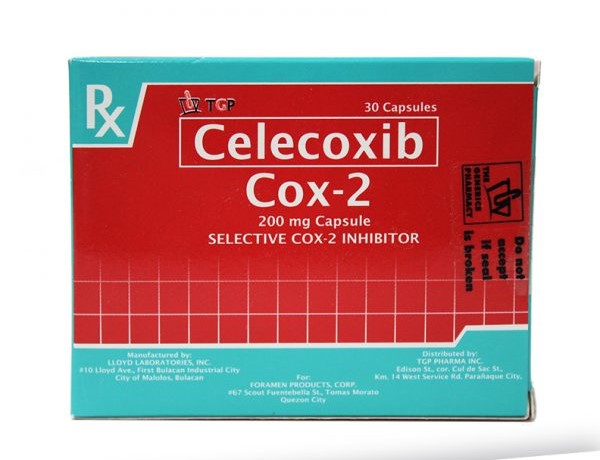 Rx
TGP
30 Capsules
Celecoxib
Cox-2
200 mg Capsule
SELECTIVE COX-2 INHIBITOR
THE
GENERICS
PHARMACY
Do not
accept
if seal
is broken
Manufactured by:
LLOYD LABORATORIES, INC.
#10 Lloyd Ave., First Bulacan Industrial City
City of Malolos, Bulacan
For:
FORAMEN PRODUCTS, CORP.
#67 Scout Fuentebella St., Tomas Morato
Quezon City
Distributed by:
TGP PHARMA INC.
Edison St., cor. Cul de Sac St.,
Km. 14 West Service Rd. Parañaque City,